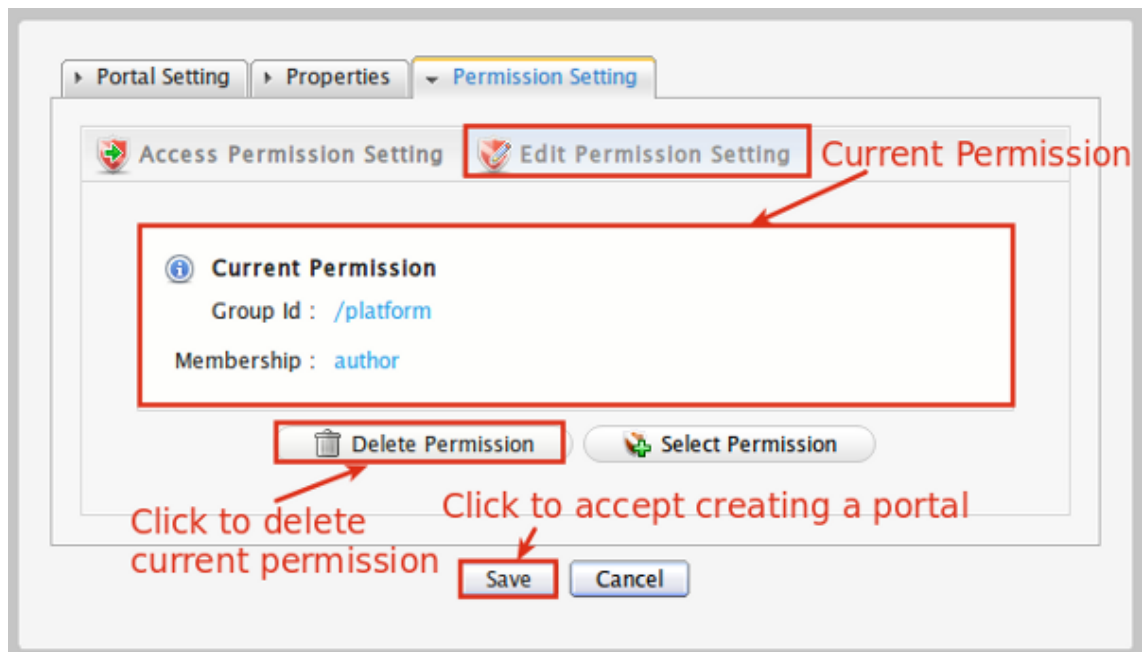 Portal Setting Properties Permission Setting
Access Permission Setting Edit Permission Setting Current Permission
Current Permission
Group Id : /platform
Membership : author
Delete Permission Select Permission
Click to delete
current permission
Click to accept creating a portal
Save Cancel